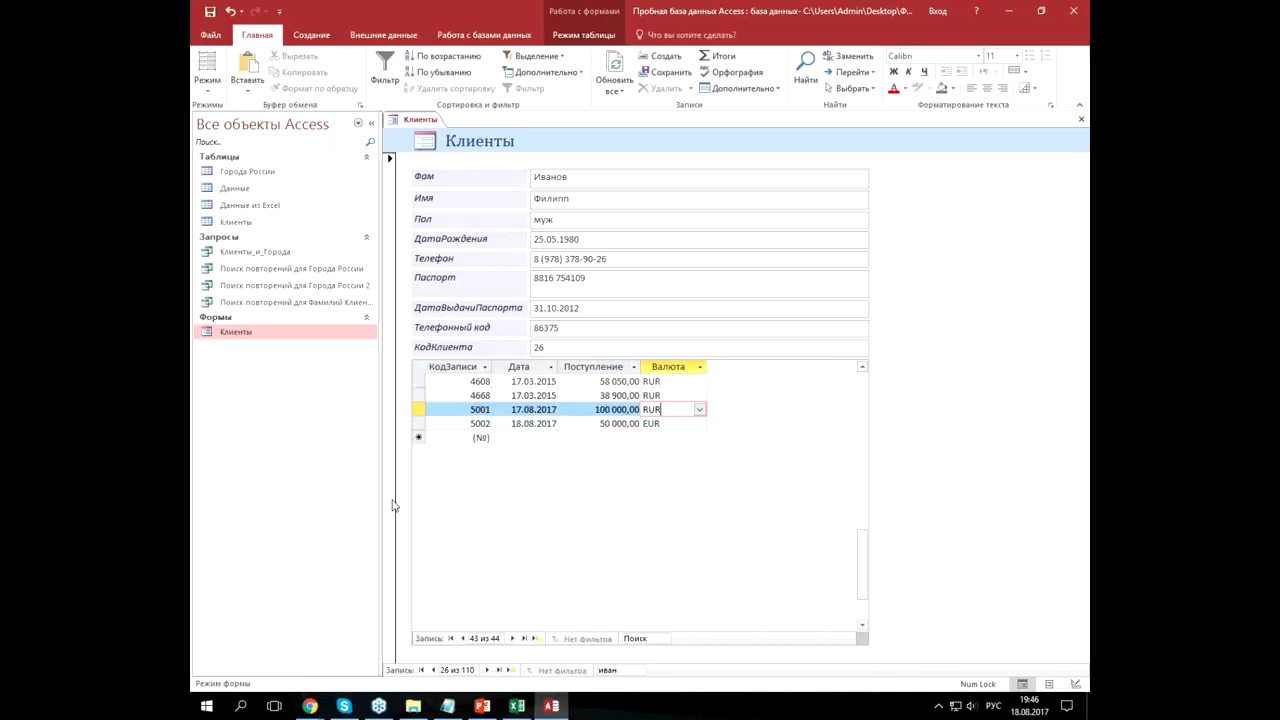 Работа с формами
Пробная база данных Access : база данных- C:\Users\Admin\Desktop\Ф...
Вход
?
Файл
Главная
Создание
Внешние данные
Работа с базами данных
Режим таблицы
Что вы хотите сделать?
Режим
Режимы
Вставить
Вырезать
Копировать
Формат по образцу
Буфер обмена
Фильтр
По возрастанию
По убыванию
Удалить сортировку
Выделение
Дополнительно
Фильтр
Сортировка и фильтр
Обновить
все
Создать
Сохранить
Удалить
Итоги
Орфография
Дополнительно
Записи
Найти
Заменить
Перейти
Выбрать
Найти
Calibri
11
Ж К Ч
Форматирование текста
Все объекты Access
Поиск..
Таблицы
Города России
Данные
Данные из Excel
Клиенты
Запросы
Клиенты_и_Города
Поиск повторений для Города России
Поиск повторений для Города России 2
Поиск повторений для Фамилий Клиен...
Формы
Клиенты
Клиенты
Клиенты
Фам Иванов
Имя Филипп
Пол муж
ДатаРождения 25.05.1980
Телефон 8 (978) 378-90-26
Паспорт 8816 754109
ДатаВыдачиПаспорта 31.10.2012
Телефонный код 86375
КодКлиента 26
КодЗаписи Дата Поступление Валюта
4608 17.03.2015 58 050,00 RUR
4668 17.03.2015 38 900,00 RUR
5001 17.08.2017 100 000,00 RUR
5002 18.08.2017 50 000,00 EUR
(№)
Запись: 43 из 44 Нет фильтра Поиск
Запись: 26 из 110 Нет фильтра иван
Режим формы
Num Lock
РУС
19:46
18.08.2017